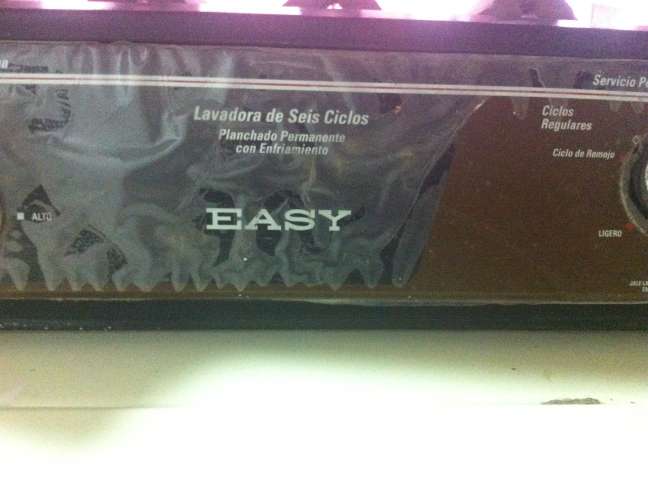 Servicio
Lavadora de Seis Ciclos
Planchado Permanente
con Enfriamiento
EASY
ALTO
Ciclos
Regulares
Ciclo de Remojo
LIGERO